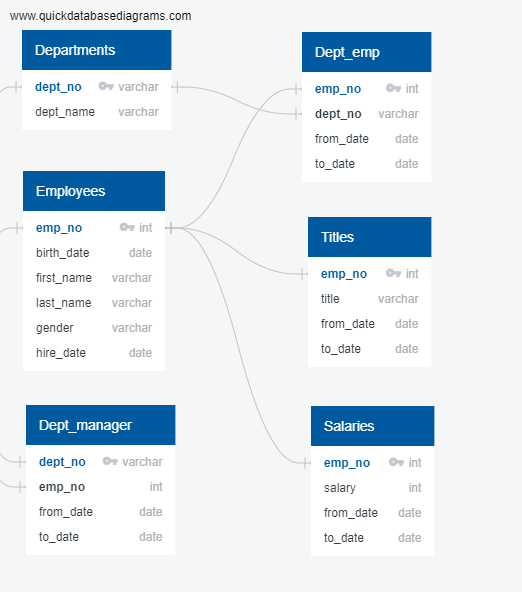 www.quickdatabasediagrams.com
Departments
dept_no varchar
dept_name varchar
Employees
emp_no int
birth_date date
first_name varchar
last_name varchar
gender varchar
hire_date date
Dept_manager
dept_no varchar
emp_no int
from_date date
to_date date
Dept_emp
emp_no int
dept_no varchar
from_date date
to_date date
Titles
emp_no int
title varchar
from_date date
to_date date
Salaries
emp_no int
salary int
from_date date
to_date date